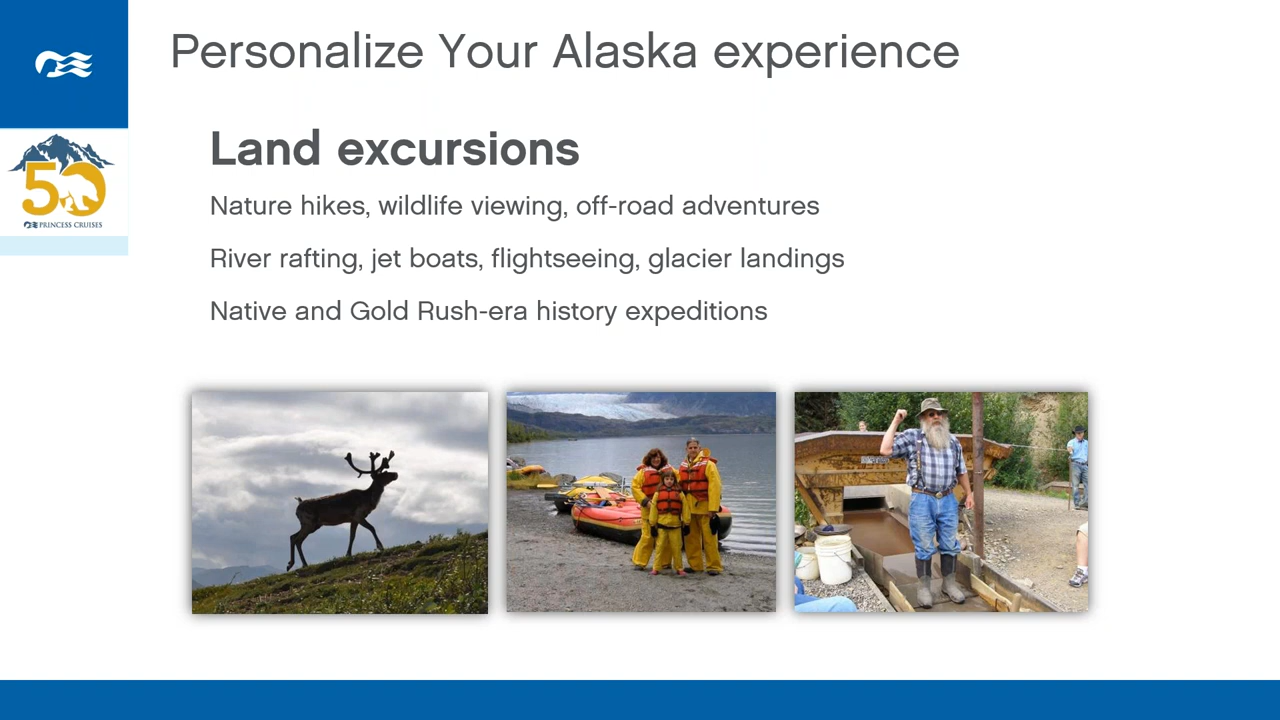 Personalize Your Alaska experience
50
PRINCESS CRUISES
Land excursions
Nature hikes, wildlife viewing, off-road adventures
River rafting, jet boats, flightseeing, glacier landings
Native and Gold Rush-era history expeditions